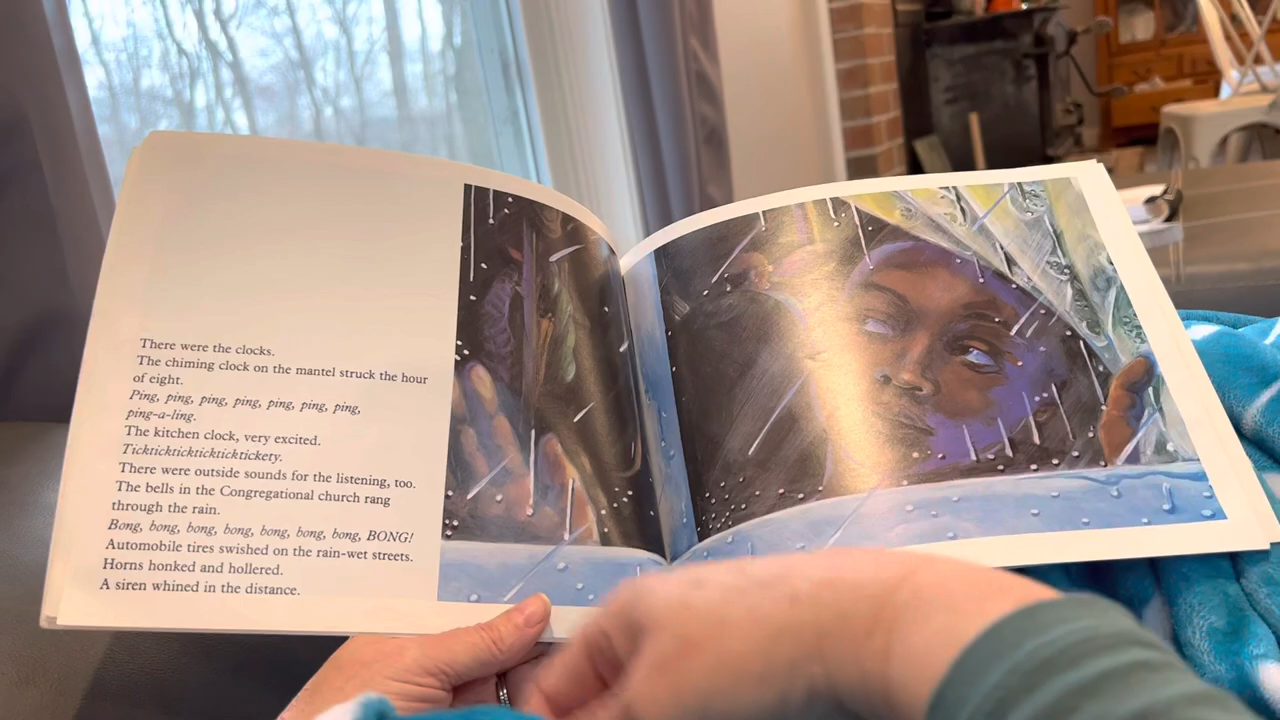 There were the clocks.
The chiming clock on the mantel struck the hour
of eight.
Ping, ping, ping, ping, ping, ping, ping,
ping-a-ling.
The kitchen clock, very excited.
Tickticktickticktickticktickety.
There were outside sounds for the listening, too.
The bells in the Congregational church rang
through the rain.
Bong, bong, bong, bong, bong, bong, bong, BONG!
Automobile tires swished on the rain-wet streets.
Horns honked and hollered.
A siren whined in the distance.